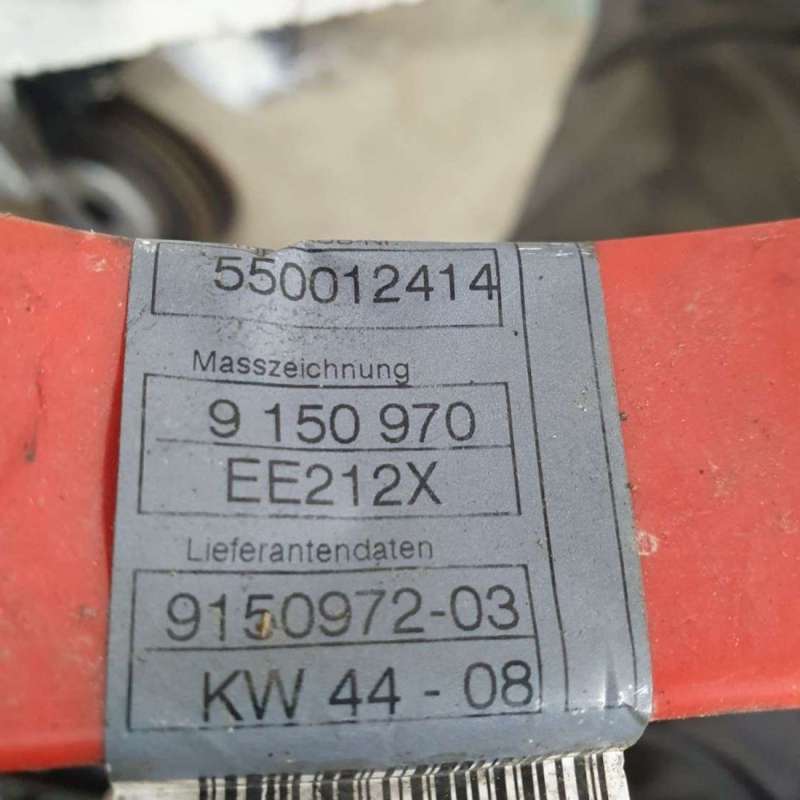 550012414
Masszeichnung
9 150 970
EE212X
Lieferantendaten
9150972-03
KW 44 - 08